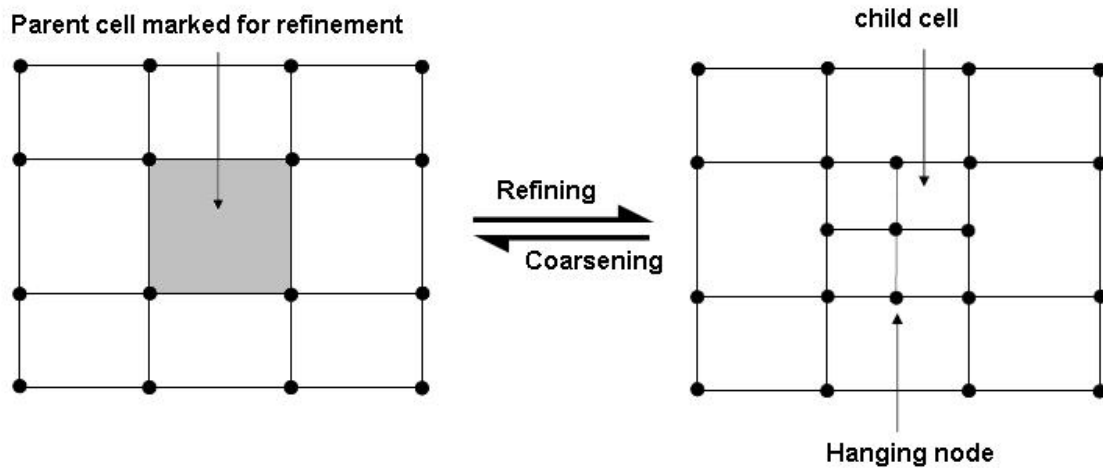 Parent cell marked for refinement
child cell
Refining
Coarsening
Hanging node